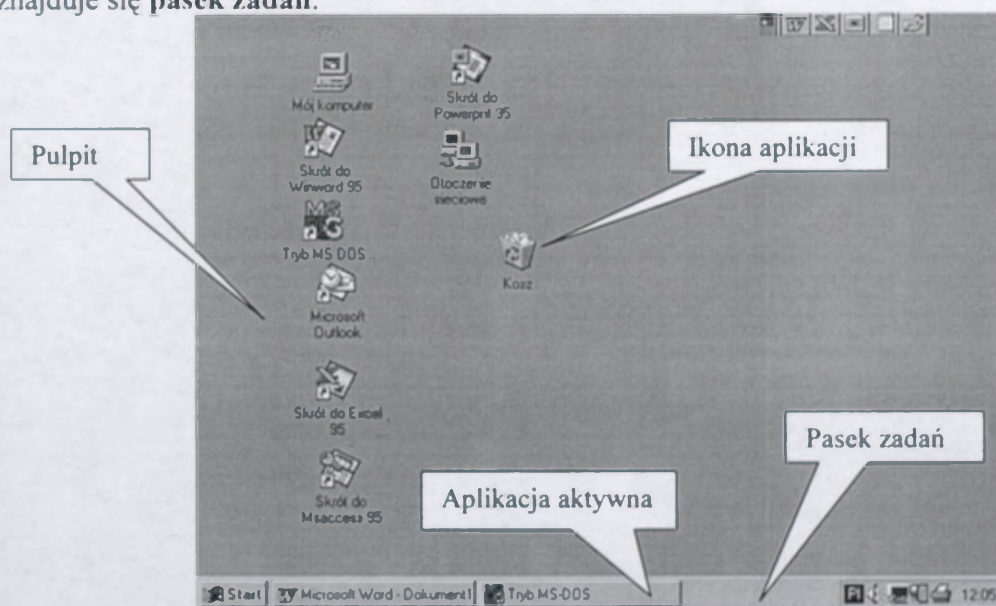 znajduje się pasek zadań.
Mój komputer
Skrót do
Powerpnt 95
Pulpit
Ikona aplikacji
Skrót do
Winword 95
Otoczenie
sieciowe
Tryb MS DOS
Kosz
Microsoft
Outlook
Skrót do Excel
95
Pasek zadań
Aplikacja aktywna
Skrót do
Msaccess 95
Start
Microsoft Word - Dokument1
Tryb MS-DOS
Pl
12:05